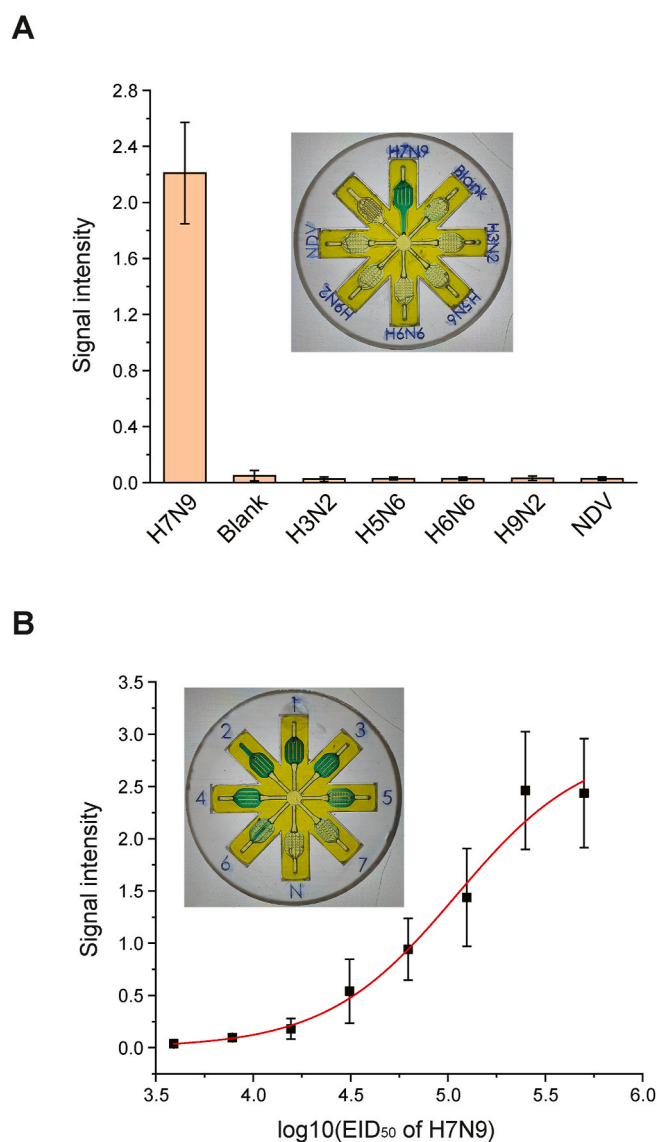 A
2.8
2.4
2.0
1.6
1.2
0.8
0.4
0.0
Signal intensity
H7N9
Blank
H3N2
H5N6
H6N6
H9N2
NDV
H7N9
Blank
H3N2
H5N6
H6N6
H9N2
NDV
B
3.5
3.0
2.5
2.0
1.5
1.0
0.5
0.0
Signal intensity
1
2
3
4
5
6
7
N
3.5
4.0
4.5
5.0
5.5
6.0
log10(EID₅₀ of H7N9)